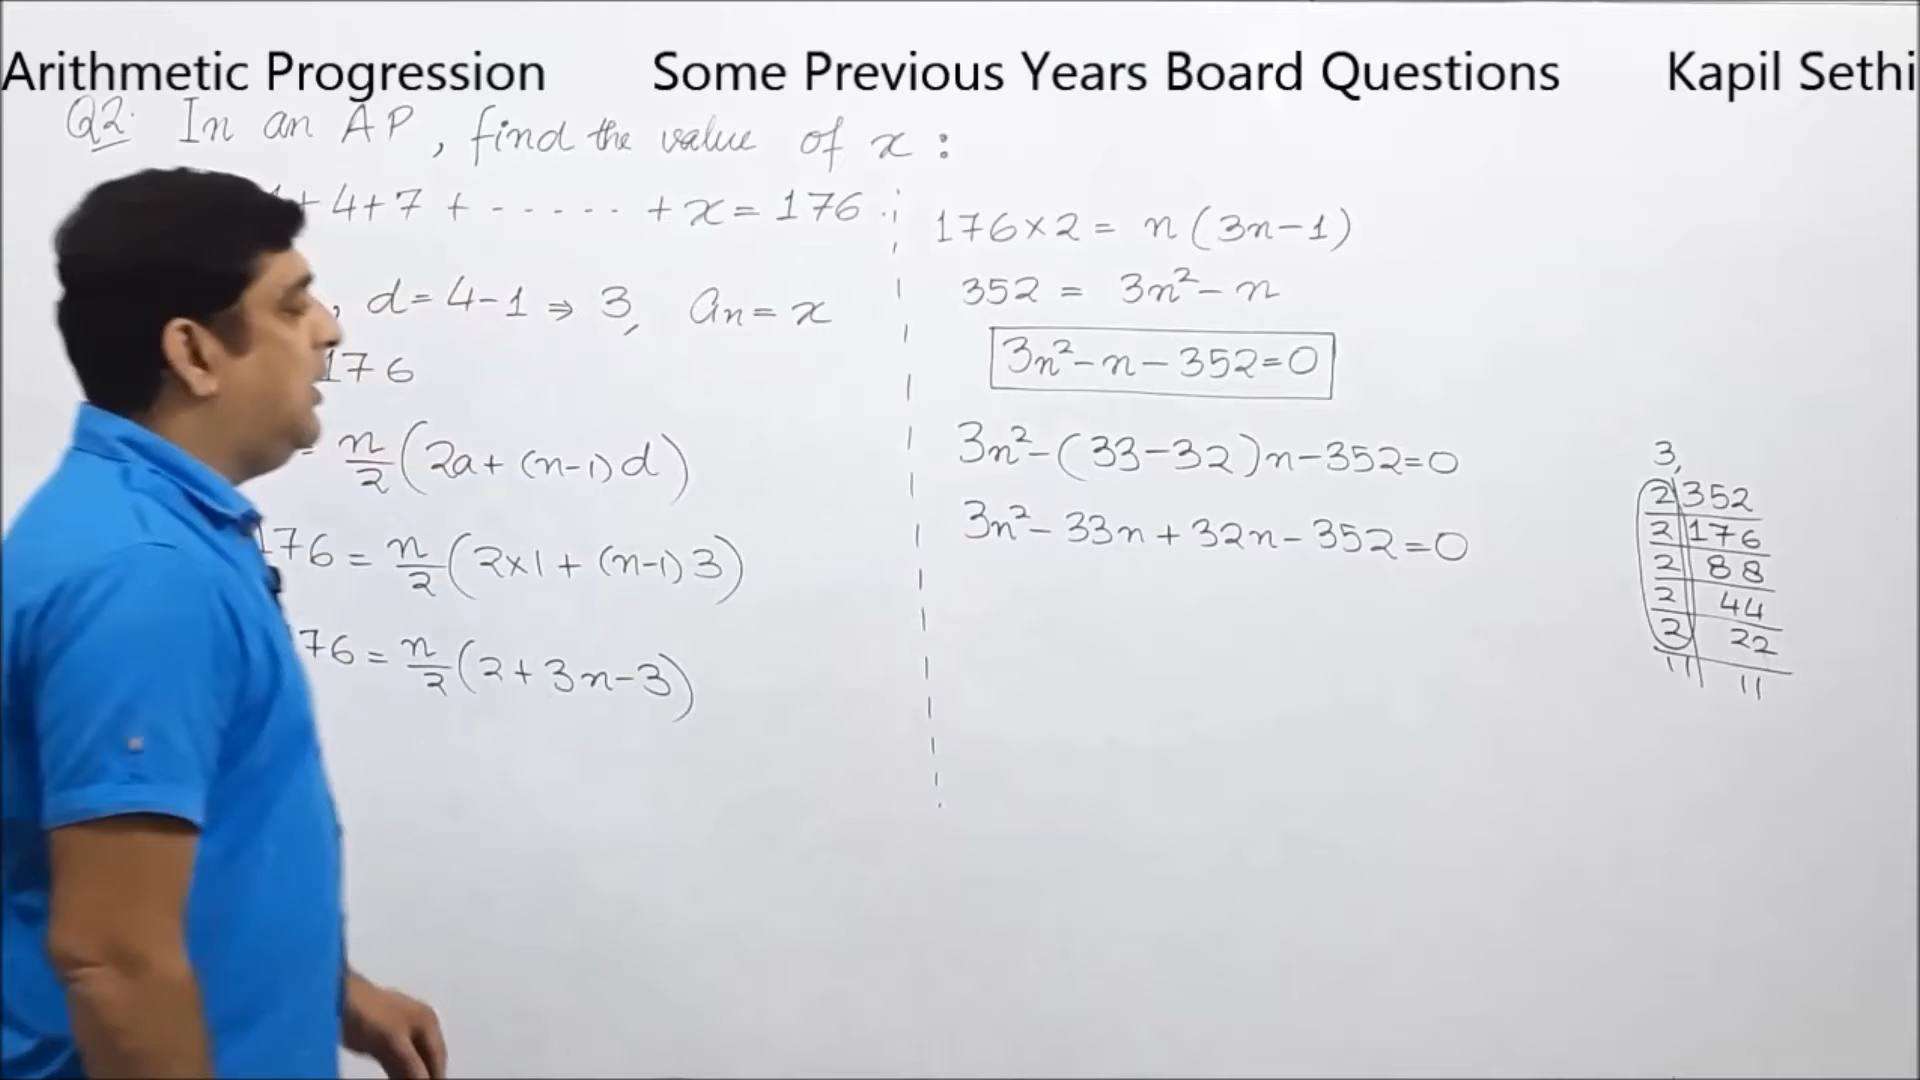 Arithmetic Progression Some Previous Years Board Questions Kapil Sethi
Q2. In an AP, find the value of x :
+ 4 + 7 + ...... + x = 176
, d = 4-1 ⇒ 3, an = x
176
= n/2 (2a + (n-1)d)
176 = n/2 (2×1 + (n-1)3)
76 = n/2 (2 + 3n - 3)
176×2 = n(3n-1)
352 = 3n² - n
3n² - n - 352 = 0
3n² - (33-32)n - 352 = 0
3n² - 33n + 32n - 352 = 0
3,
2 352
2 176
2 88
2 44
2 22
11 11